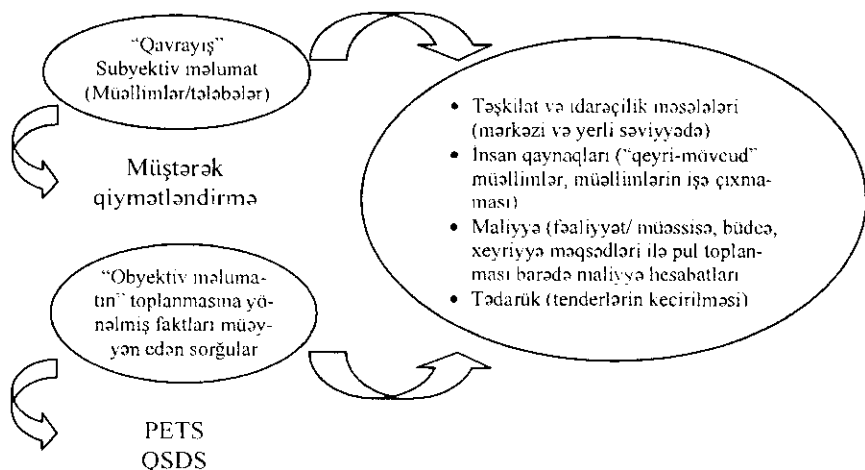 “Qavrayış”
Subyektiv məlumat
(Müəllimlər/tələbələr)
Müştərək
qiymətləndirmə
“Obyektiv məluma-
tın” toplanmasına yö-
nəlmiş faktları müəy-
yən edən sorğular
PETS
QSDS
• Təşkilat və idarəçilik məsələləri
(mərkəzi və yerli səviyyədə)
• İnsan qaynaqları (“qeyri-mövcud”
müəllimlər, müəllimlərin işə çıxma-
ması)
• Maliyyə (fəaliyyət/ müəssisə, büdcə,
xeyriyyə məqsədləri ilə pul toplan-
ması barədə maliyyə hesabatları
• Tədarük (tenderlərin keçirilməsi)